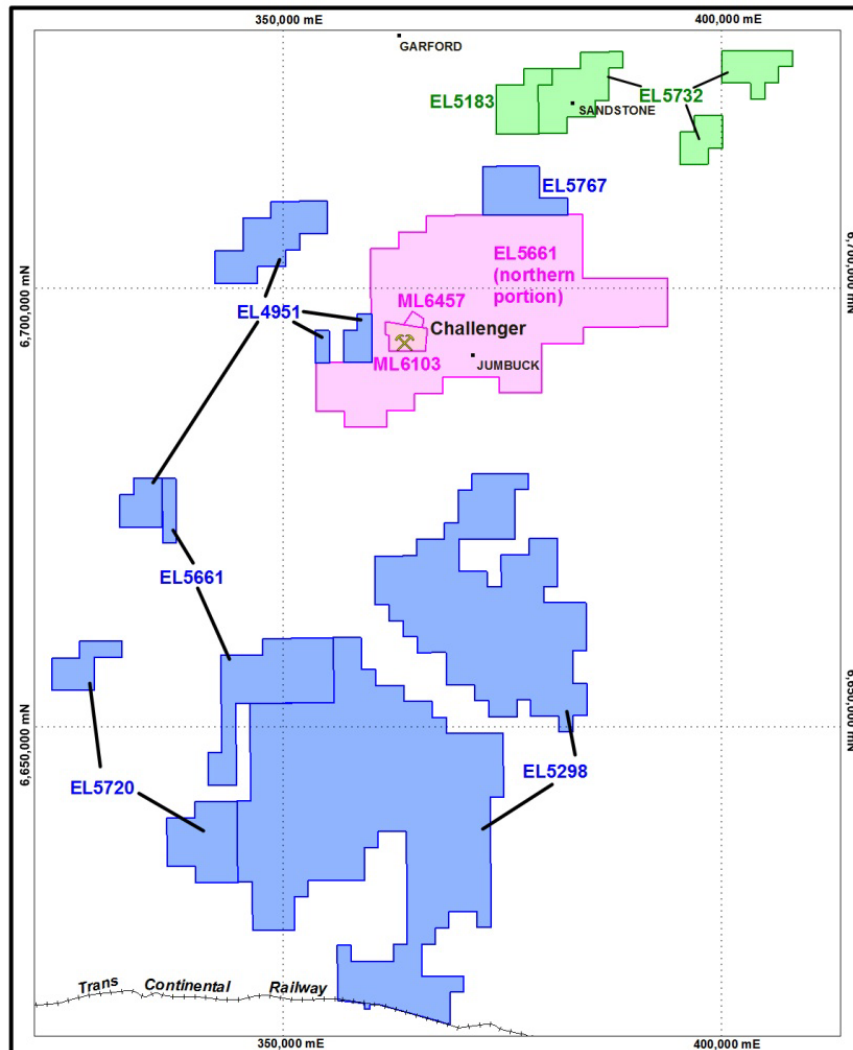 350,000 mE
400,000 mE
GARFORD
EL5183
EL5732
SANDSTONE
EL5767
EL5661
(northern
portion)
6,700,000 mN
6,700,000 mN
ML6457
EL4951
Challenger
ML6103
JUMBUCK
EL5661
6,650,000 mN
6,650,000 mN
EL5720
EL5298
Trans Continental Railway
350,000 mE
400,000 mE